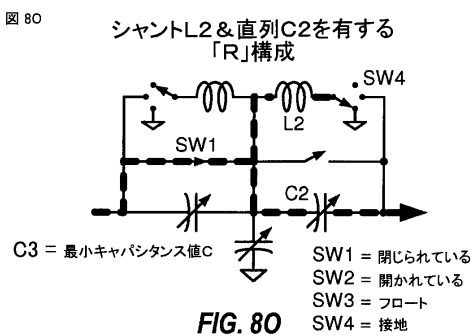 図 8O
シャントL2＆直列C2を有する
「R」構成
SW4
L2
SW1
C2
C3 = 最小キャパシタンス値C
SW1 = 閉じられている
SW2 = 開かれている
SW3 = フロート
SW4 = 接地
FIG. 8O